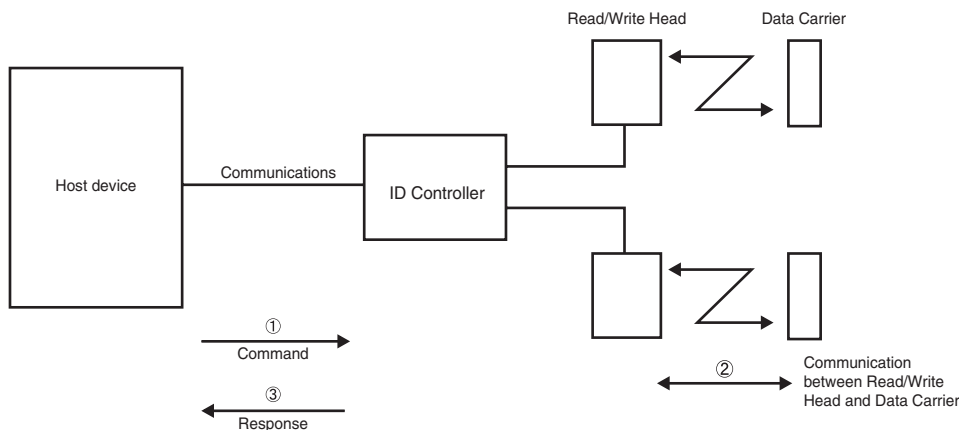 Read/Write Head
Data Carrier
Host device
Communications
ID Controller
①
Command
②
Communication
between Read/Write
Head and Data Carrier
③
Response